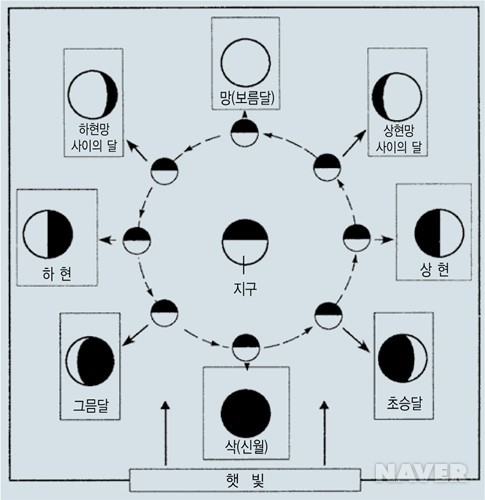 망(보름달)
하현망
사이의 달
상현망
사이의 달
하 현
지구
상 현
그믐달
삭(신월)
초승달
햇 빛
NAVER